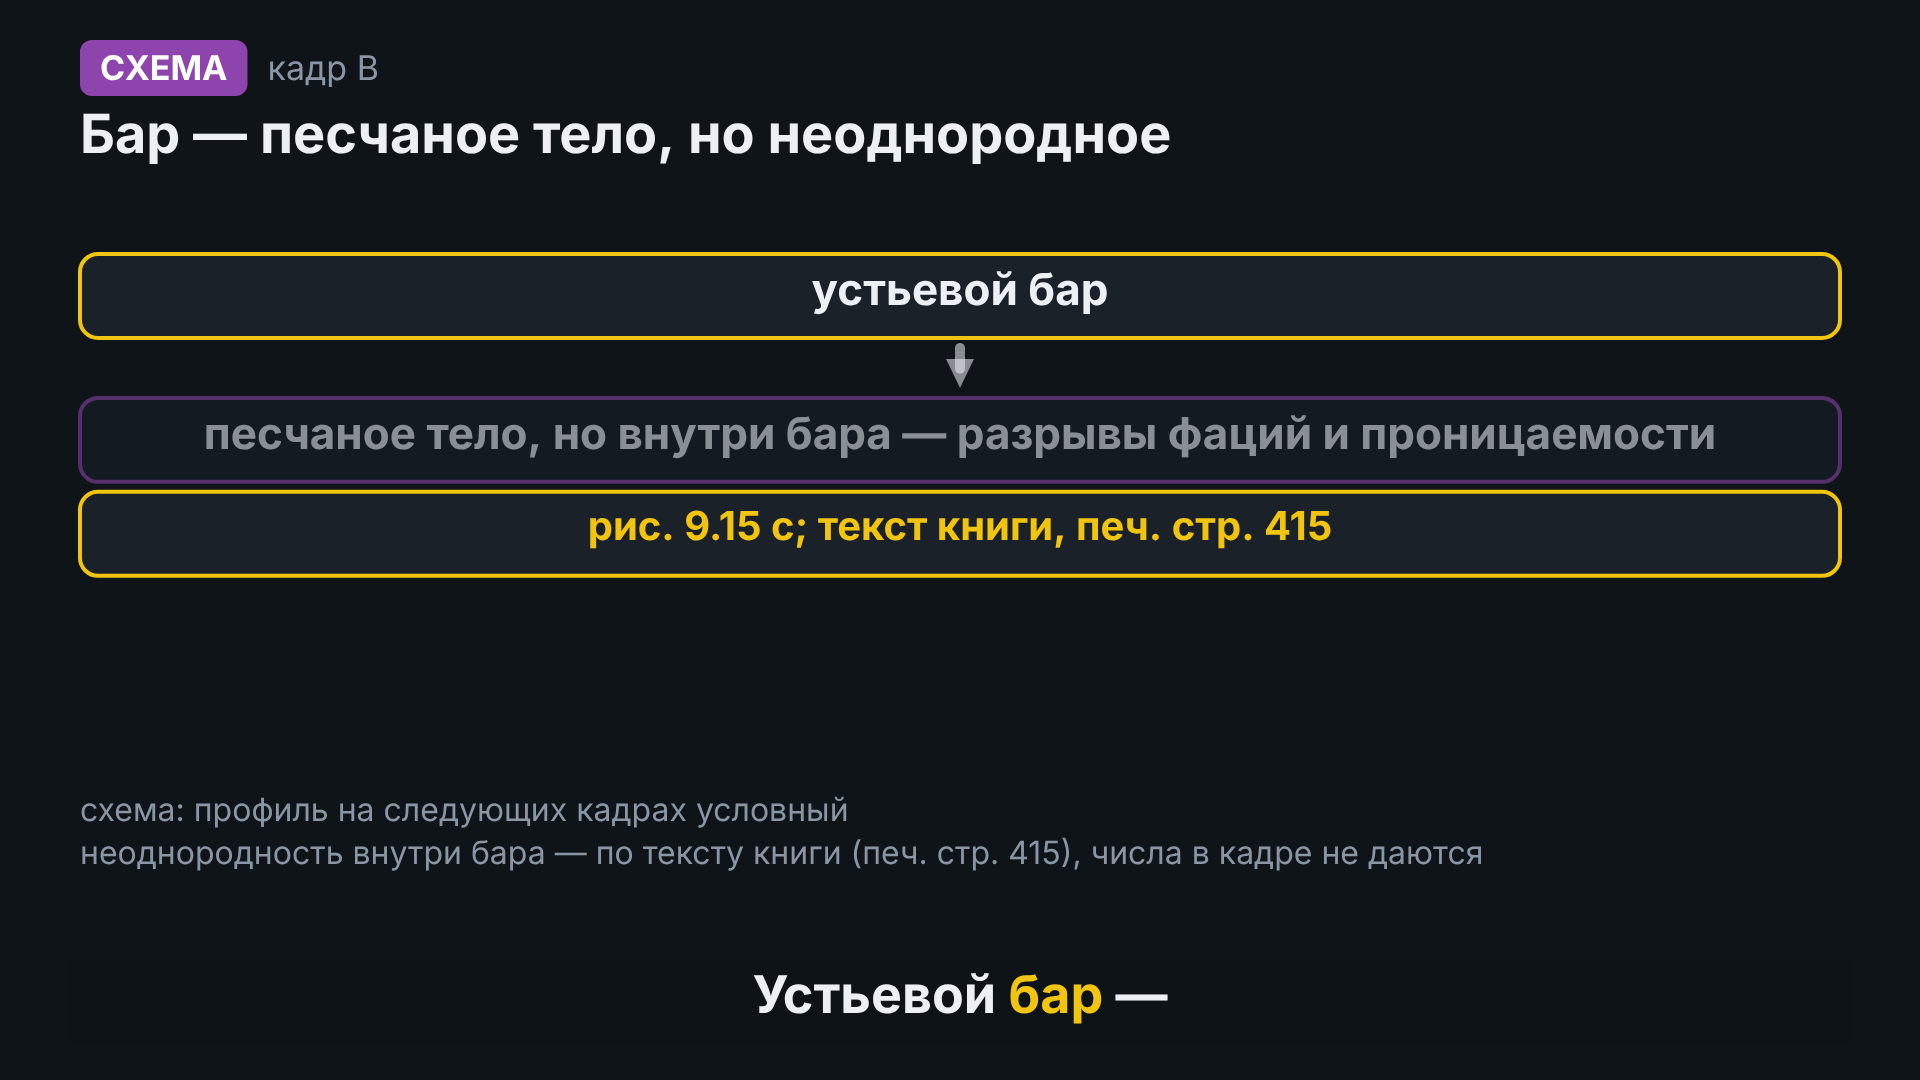 СХЕМА кадр B
Бар — песчаное тело, но неоднородное
устьевой бар
песчаное тело, но внутри бара — разрывы фаций и проницаемости
рис. 9.15 c; текст книги, печ. стр. 415
схема: профиль на следующих кадрах условный
неоднородность внутри бара — по тексту книги (печ. стр. 415), числа в кадре не даются
Устьевой бар —